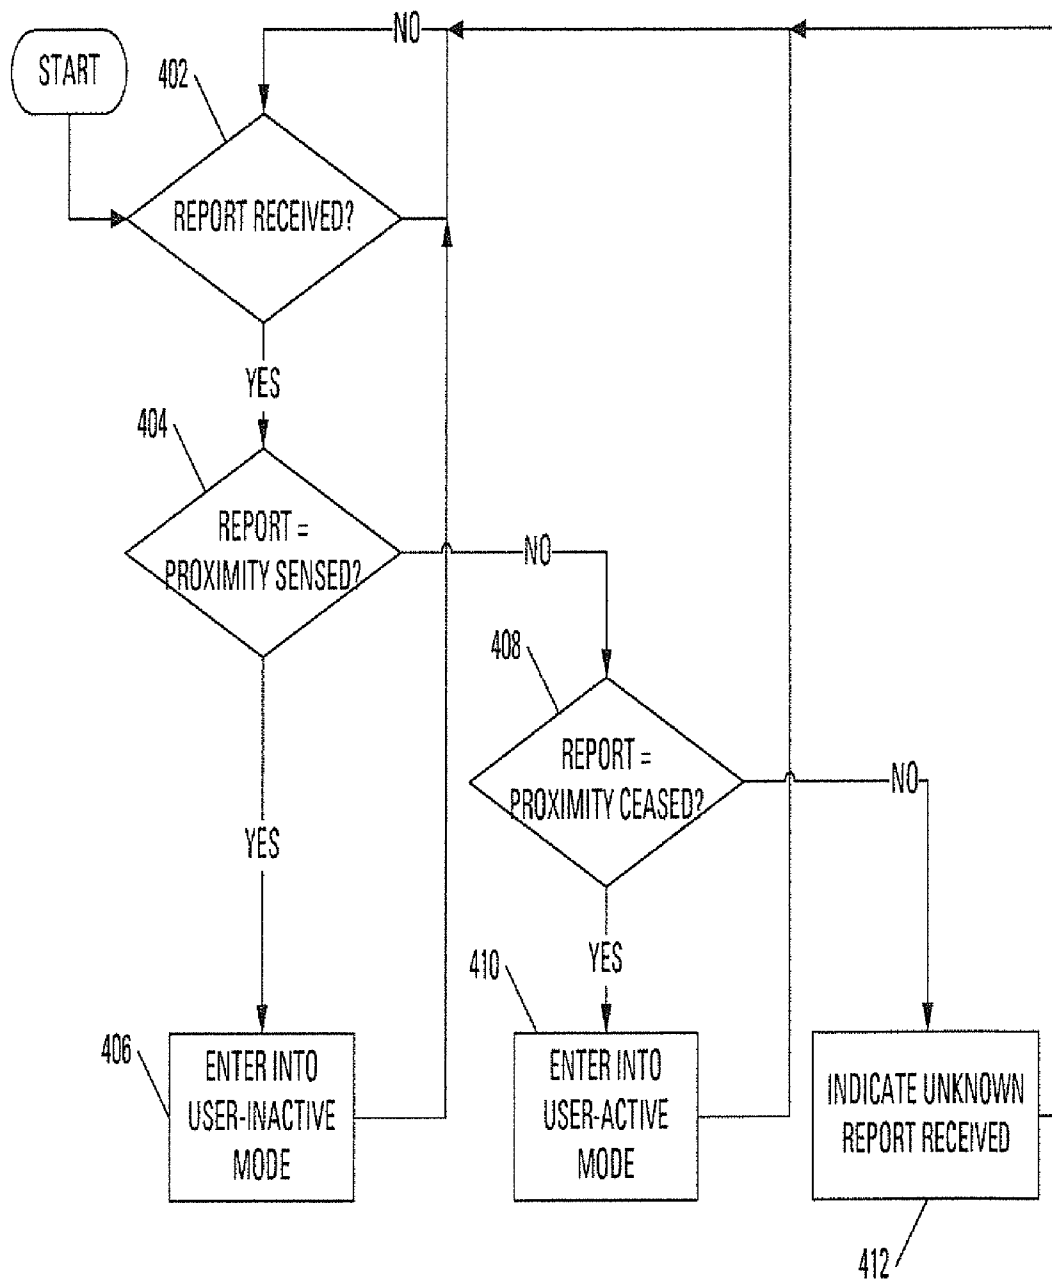 NO
START
402
REPORT RECEIVED?
YES
404
REPORT =
PROXIMITY SENSED?
NO
408
REPORT =
PROXIMITY CEASED?
NO
YES
YES
410
406
ENTER INTO
USER-INACTIVE
MODE
ENTER INTO
USER-ACTIVE
MODE
INDICATE UNKNOWN
REPORT RECEIVED
412